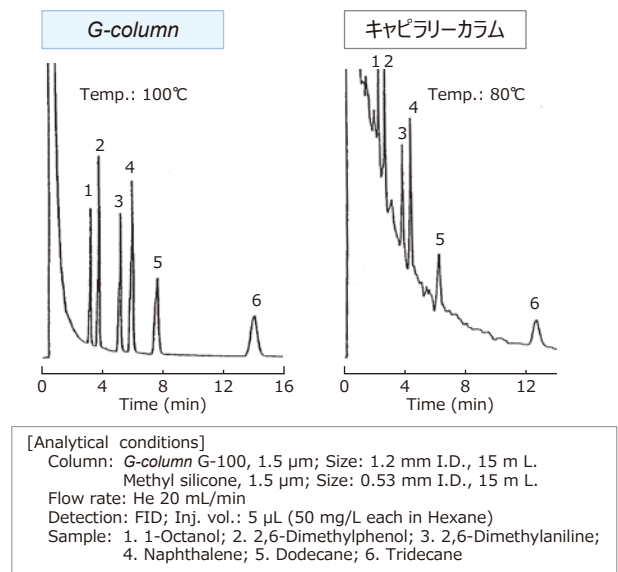 G-column
キャピラリーカラム
Temp.: 100℃
1
2
3
4
5
6
0
4
8
12
16
Time (min)
Temp.: 80℃
1 2
3
4
5
6
0
4
8
12
Time (min)
[Analytical conditions]
Column: G-column G-100, 1.5 μm; Size: 1.2 mm I.D., 15 m L.
Methyl silicone, 1.5 μm; Size: 0.53 mm I.D., 15 m L.
Flow rate: He 20 mL/min
Detection: FID; Inj. vol.: 5 μL (50 mg/L each in Hexane)
Sample: 1. 1-Octanol; 2. 2,6-Dimethylphenol; 3. 2,6-Dimethylaniline;
4. Naphthalene; 5. Dodecane; 6. Tridecane